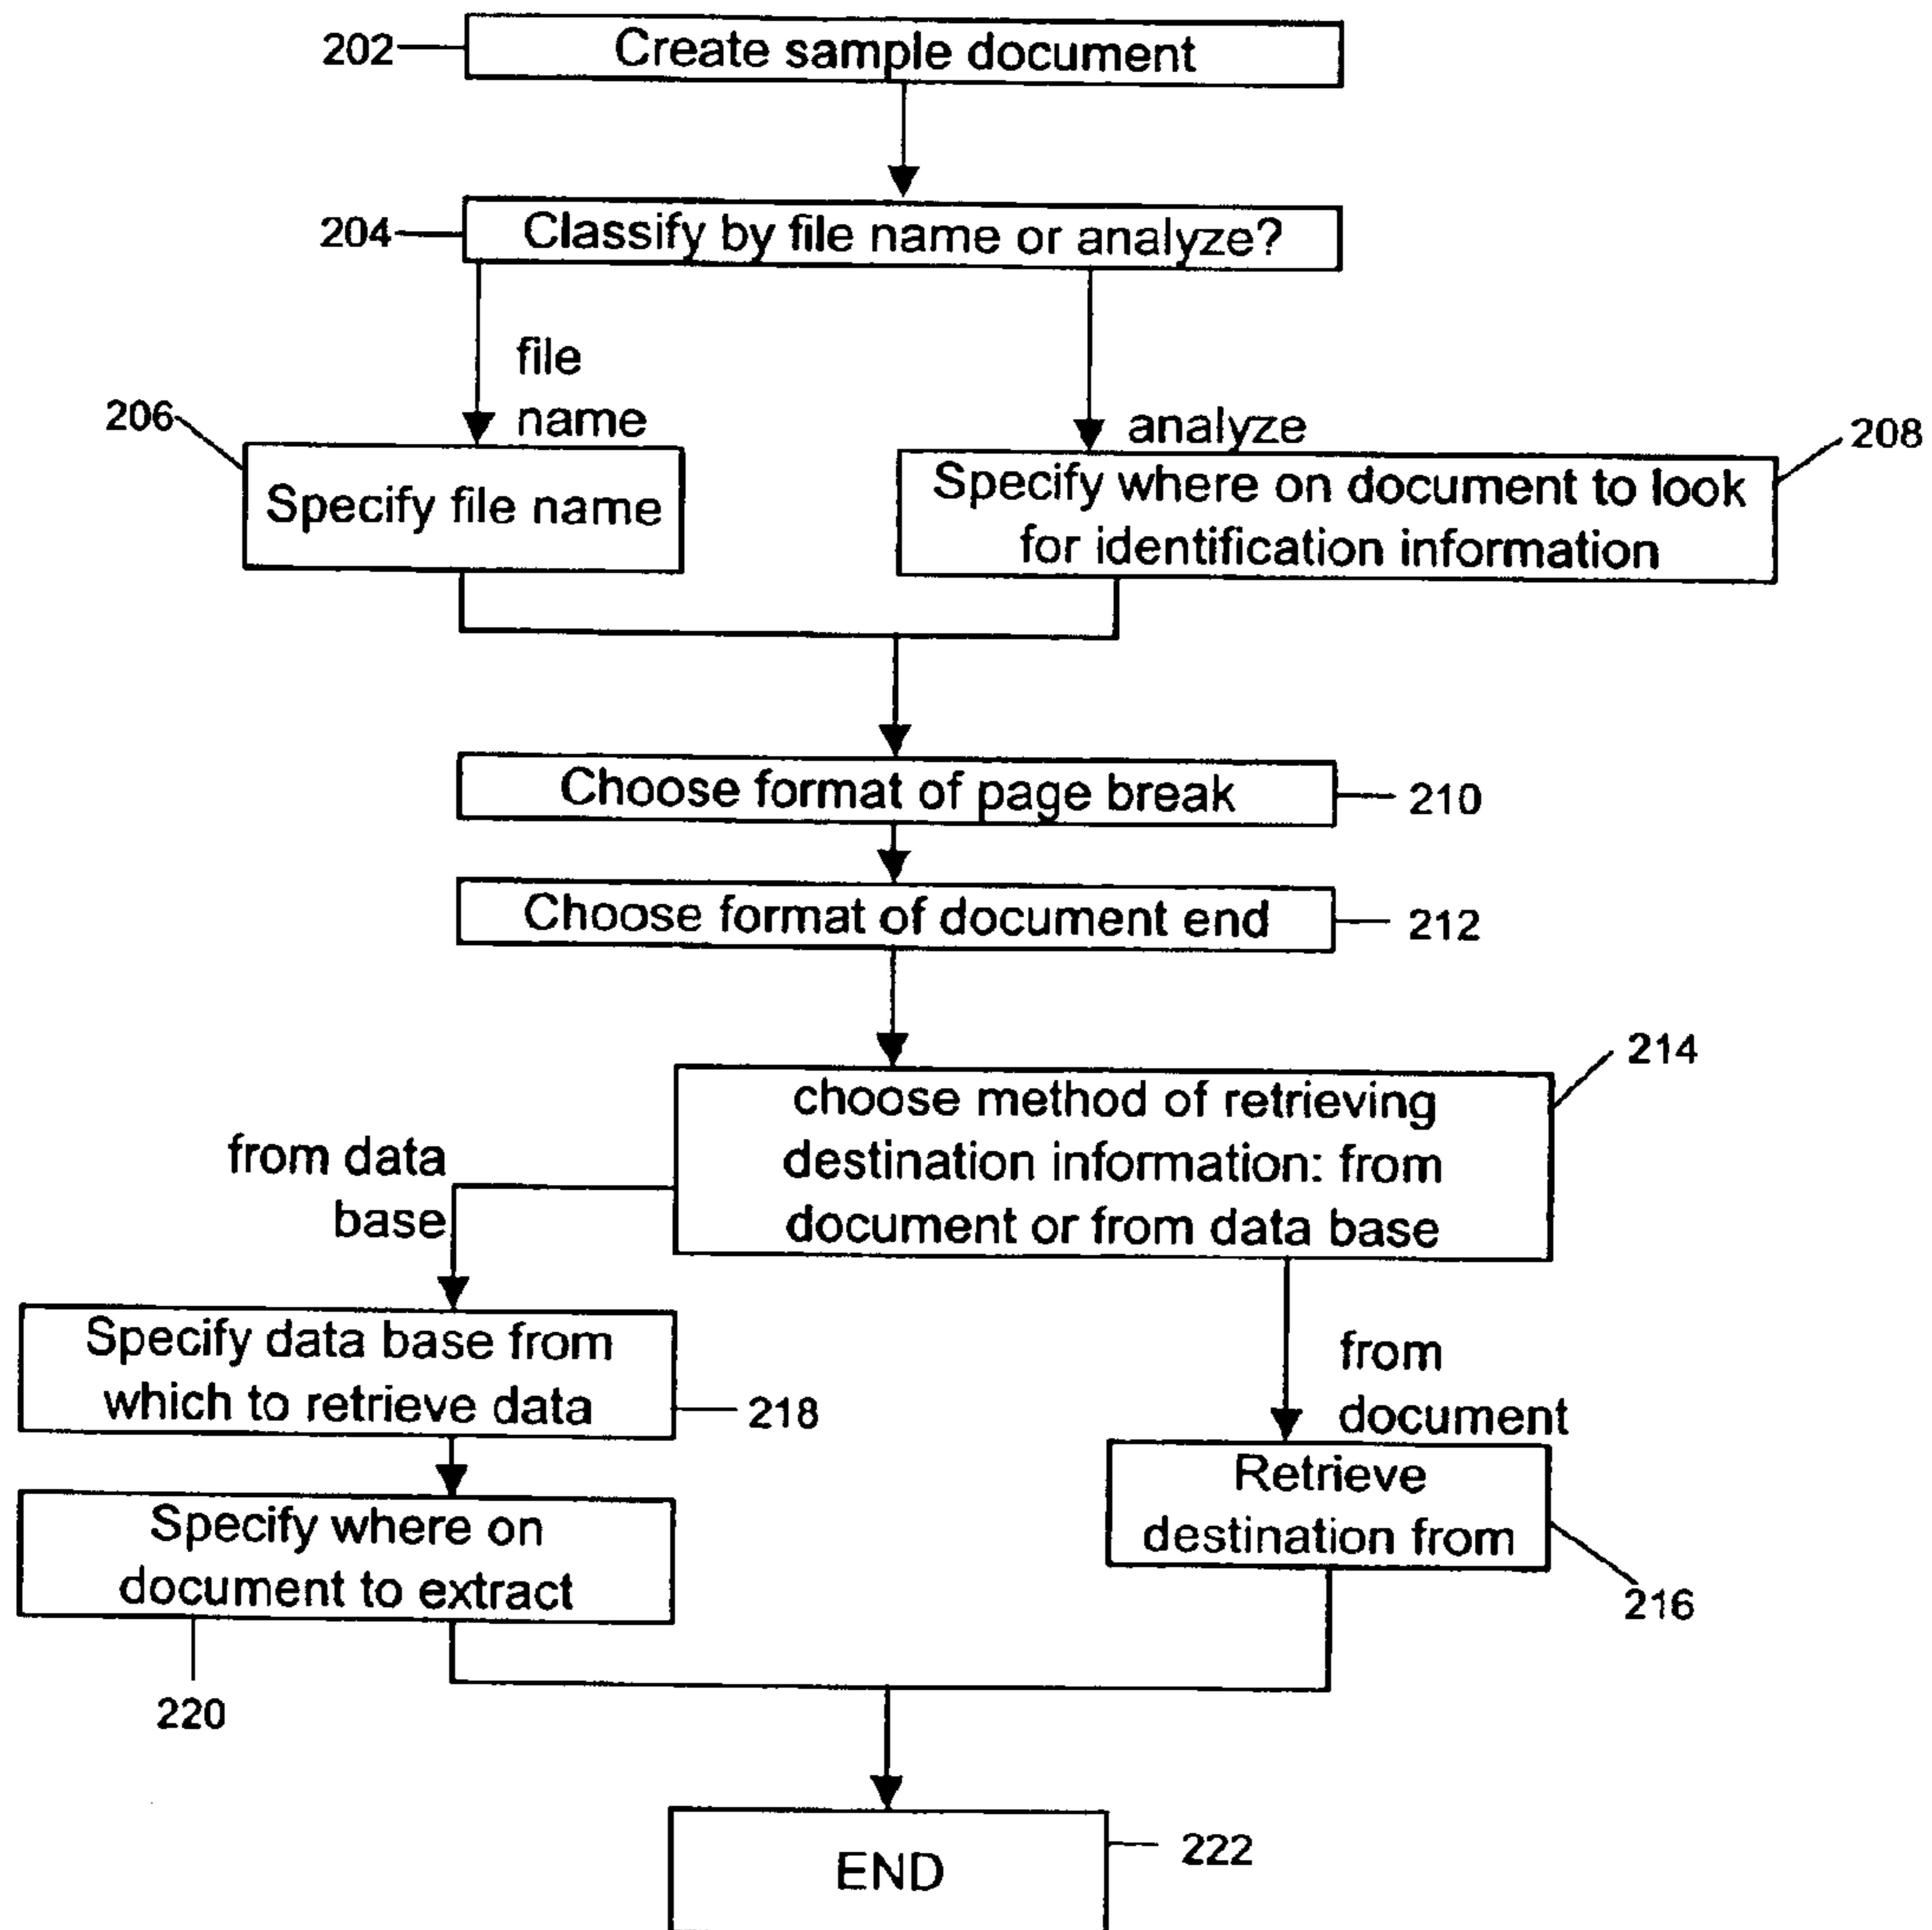 202
Create sample document
204
Classify by file name or analyze?
file
name
analyze
206
208
Specify file name
Specify where on document to look
for identification information
Choose format of page break
210
Choose format of document end
212
214
choose method of retrieving
destination information: from
document or from data base
from data
base
Specify data base from
which to retrieve data
218
from
document
Retrieve
destination from
216
Specify where on
document to extract
220
END
222